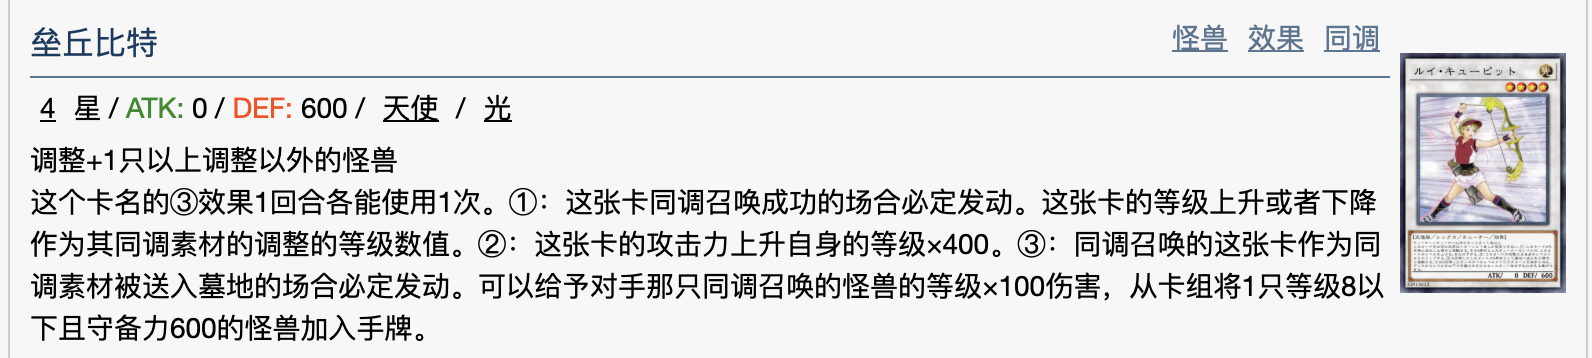 垒丘比特
怪兽 效果 同调
4 星 / ATK: 0 / DEF: 600 / 天使 / 光
调整+1只以上调整以外的怪兽
这个卡名的③效果1回合各能使用1次。①：这张卡同调召唤成功的场合必定发动。这张卡的等级上升或者下降
作为其同调素材的调整的等级数值。②：这张卡的攻击力上升自身的等级×400。③：同调召唤的这张卡作为同
调素材被送入墓地的场合必定发动。可以给予对手那只同调召唤的怪兽的等级×100伤害，从卡组将1只等级8以
下且守备力600的怪兽加入手牌。
ルイ・キューピット
ATK/ 0 DEF/ 600